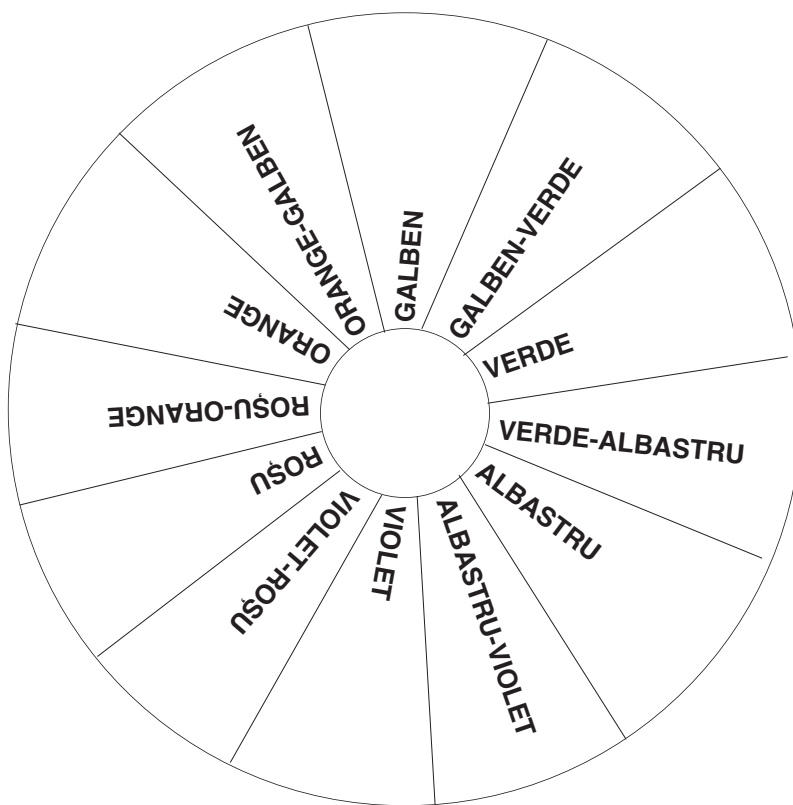 GALBEN
GALBEN-VERDE
VERDE
VERDE-ALBASTRU
ALBASTRU
ALBASTRU-VIOLET
VIOLET
VIOLET-ROȘU
ROȘU
ROȘU-ORANGE
ORANGE
ORANGE-GALBEN